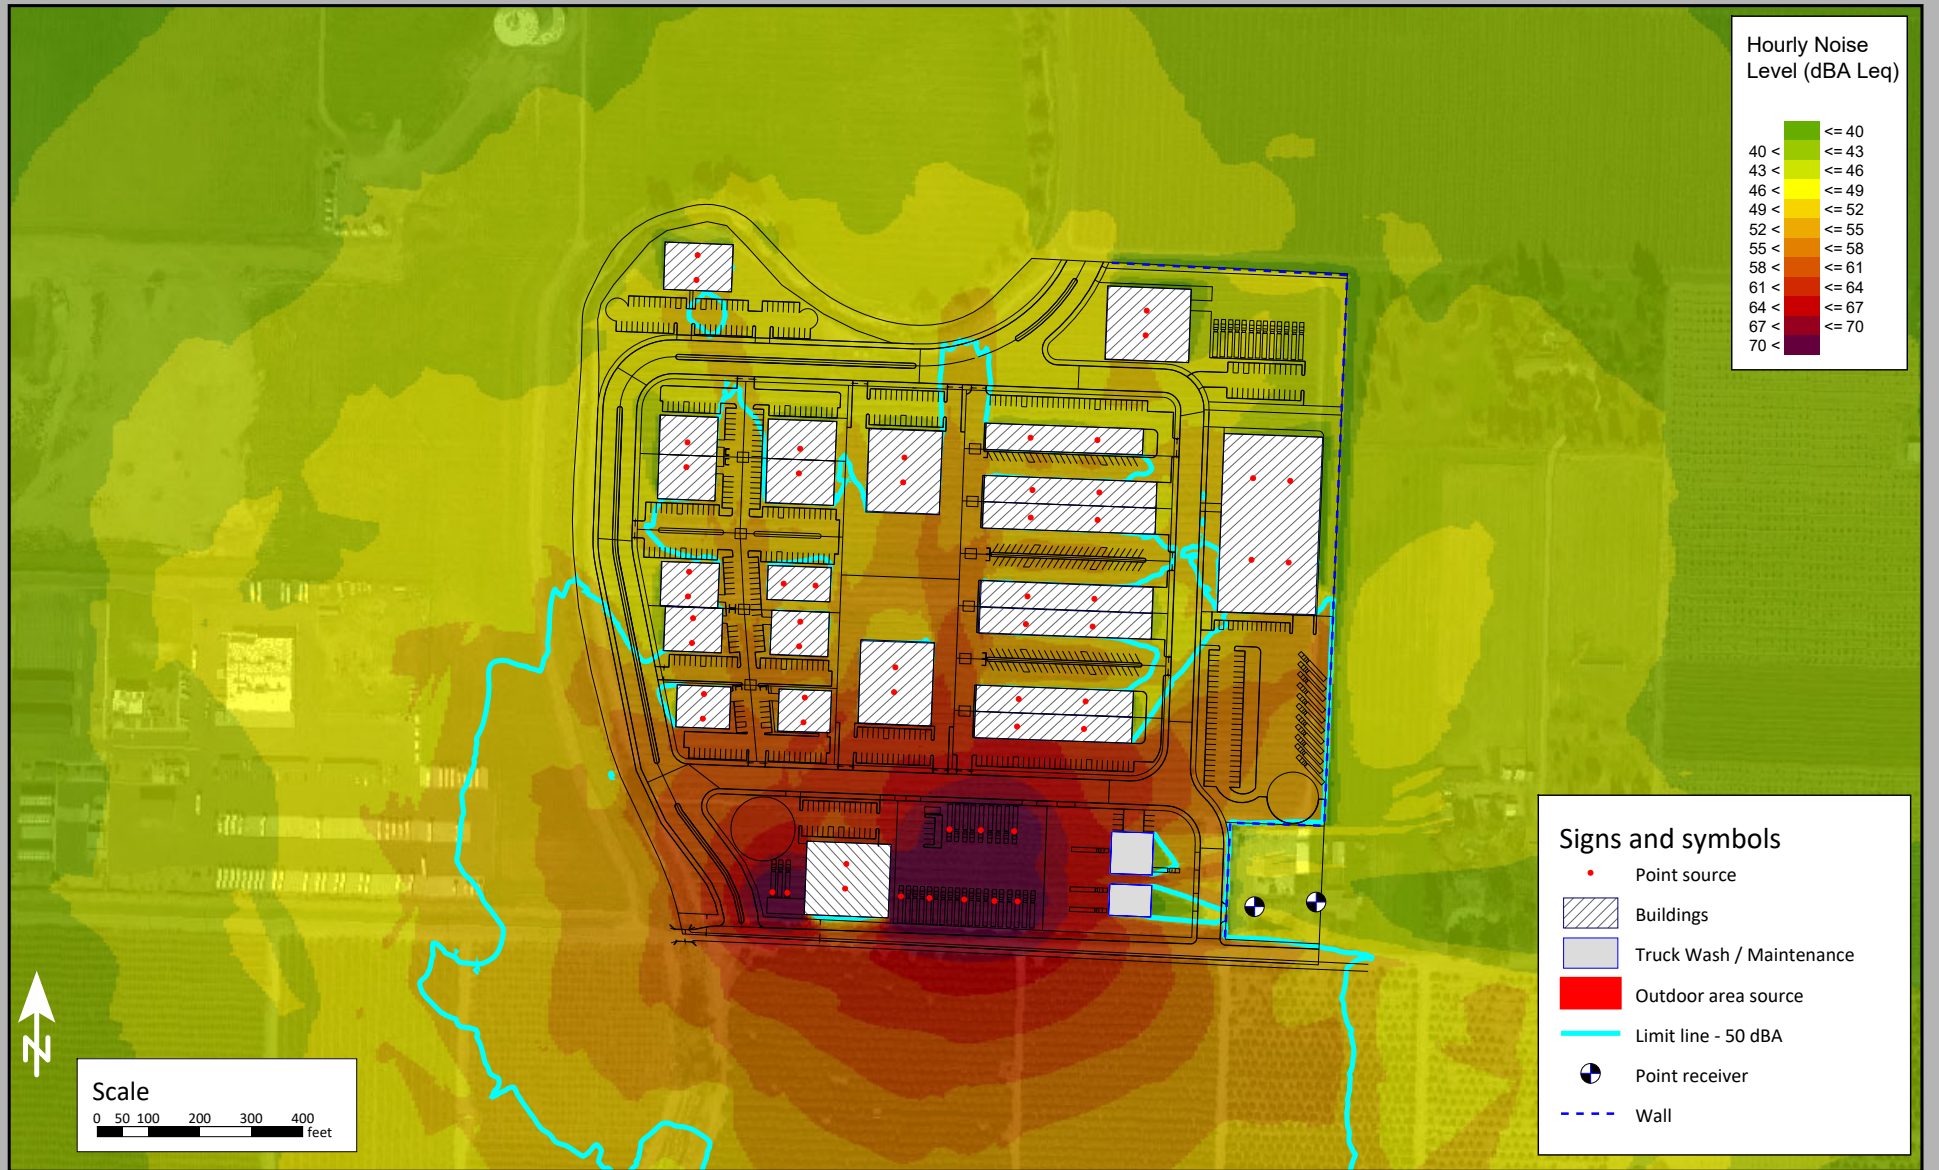 Hourly Noise
Level (dBA Leq)
<= 40
40 < <= 43
43 < <= 46
46 < <= 49
49 < <= 52
52 < <= 55
55 < <= 58
58 < <= 61
61 < <= 64
64 < <= 67
67 < <= 70
70 <
Signs and symbols
Point source
Buildings
Truck Wash / Maintenance
Outdoor area source
Limit line - 50 dBA
Point receiver
Wall
N
Scale
0 50 100 200 300 400
feet